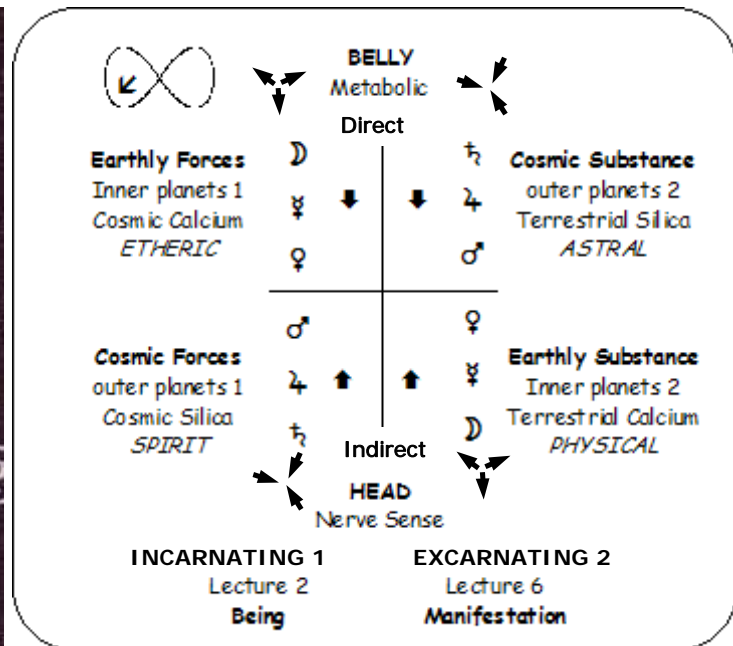 BELLY
Metabolic
Direct
Earthly Forces
Inner planets 1
Cosmic Calcium
ETHERIC
☽
☿
♀
♄
♃
♂
Cosmic Substance
outer planets 2
Terrestrial Silica
ASTRAL
Cosmic Forces
outer planets 1
Cosmic Silica
SPIRIT
♂
♃
♄
♀
☿
☽
Earthly Substance
Inner planets 2
Terrestrial Calcium
PHYSICAL
Indirect
HEAD
Nerve Sense
INCARNATING 1
Lecture 2
Being
EXCARNATING 2
Lecture 6
Manifestation